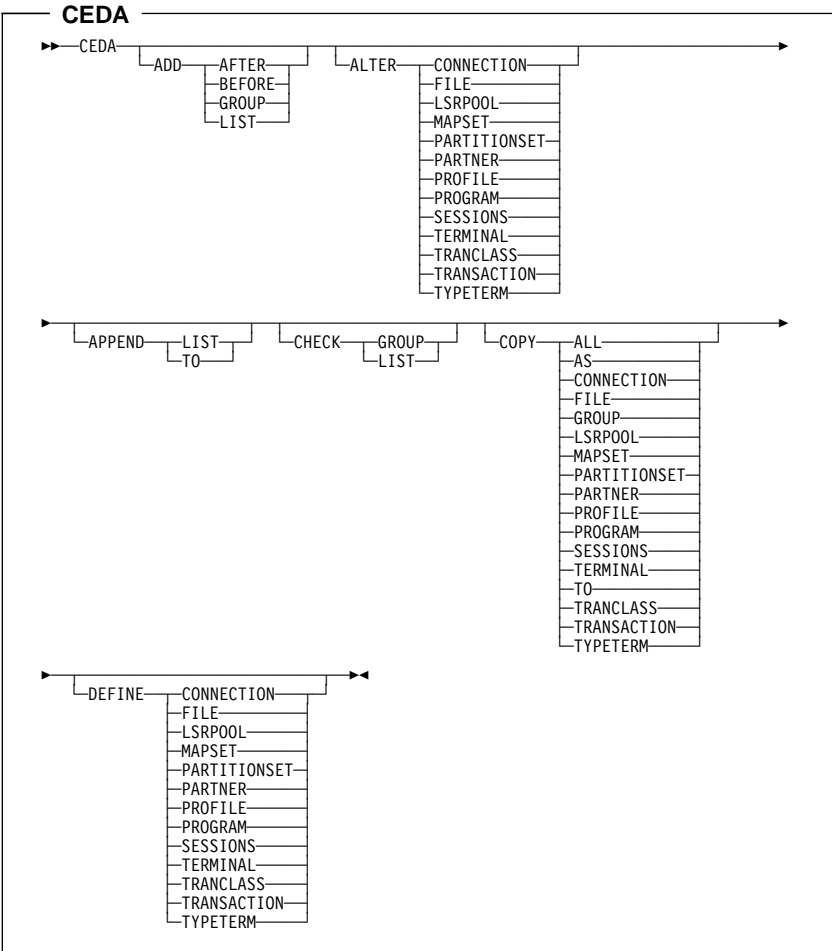 CEDA
CEDA
ADD AFTER ALTER CONNECTION
BEFORE FILE
GROUP LSRPOOL
LIST MAPSET
PARTITIONSET
PARTNER
PROFILE
PROGRAM
SESSIONS
TERMINAL
TRANCLASS
TRANSACTION
TYPETERM
APPEND LIST CHECK GROUP COPY ALL
TO LIST AS
CONNECTION
FILE
GROUP
LSRPOOL
MAPSET
PARTITIONSET
PARTNER
PROFILE
PROGRAM
SESSIONS
TERMINAL
TO
TRANCLASS
TRANSACTION
TYPETERM
DEFINE CONNECTION
FILE
LSRPOOL
MAPSET
PARTITIONSET
PARTNER
PROFILE
PROGRAM
SESSIONS
TERMINAL
TRANCLASS
TRANSACTION
TYPETERM